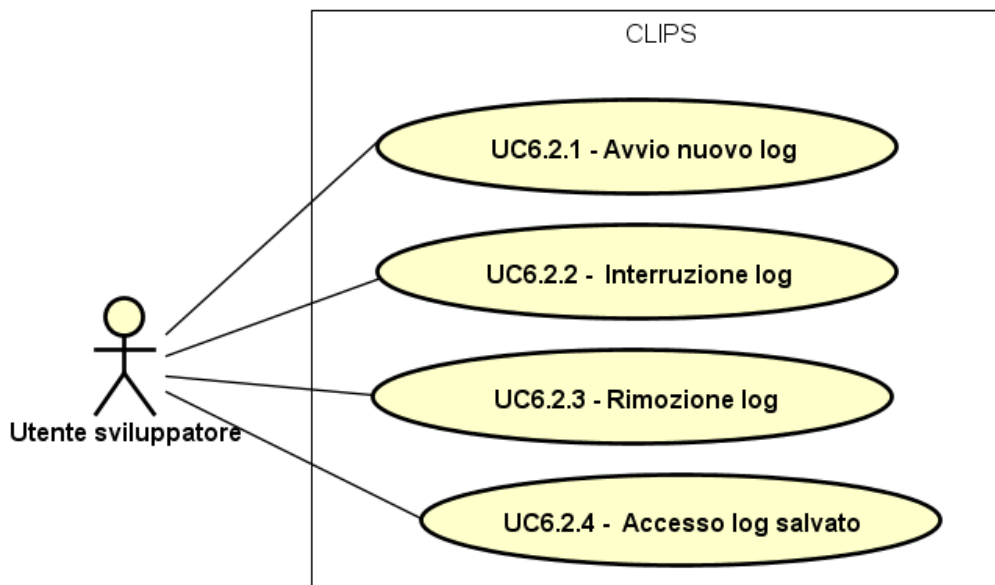 CLIPS
UC6.2.1 - Avvio nuovo log
UC6.2.2 - Interruzione log
UC6.2.3 - Rimozione log
Utente sviluppatore
UC6.2.4 - Accesso log salvato